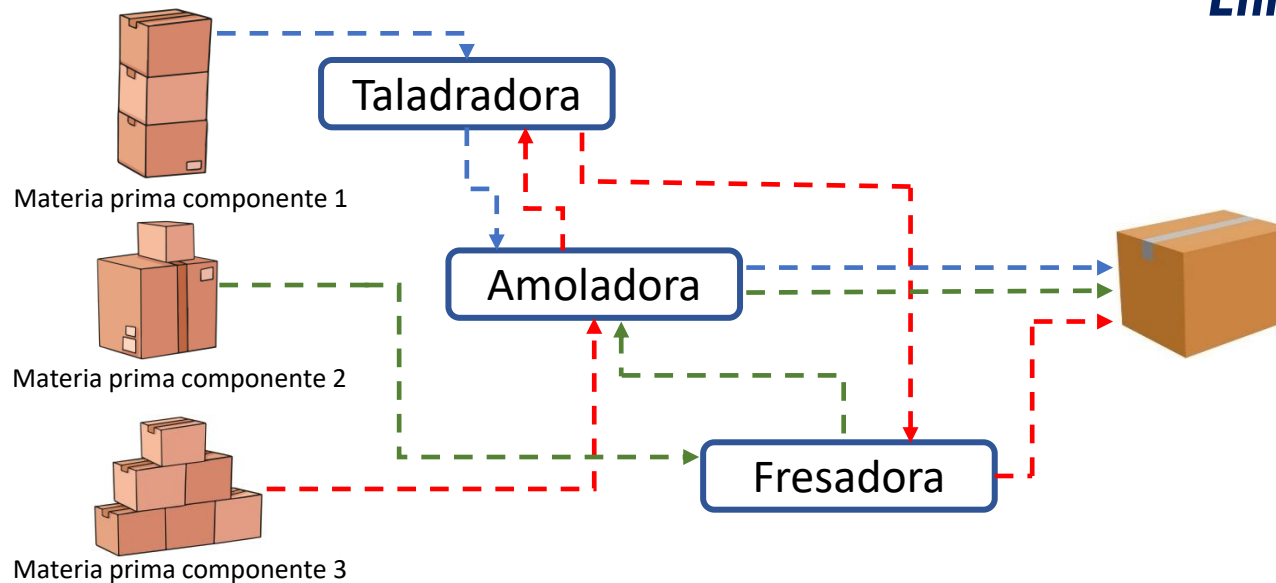 Taladradora
Materia prima componente 1
Amoladora
Materia prima componente 2
Fresadora
Materia prima componente 3